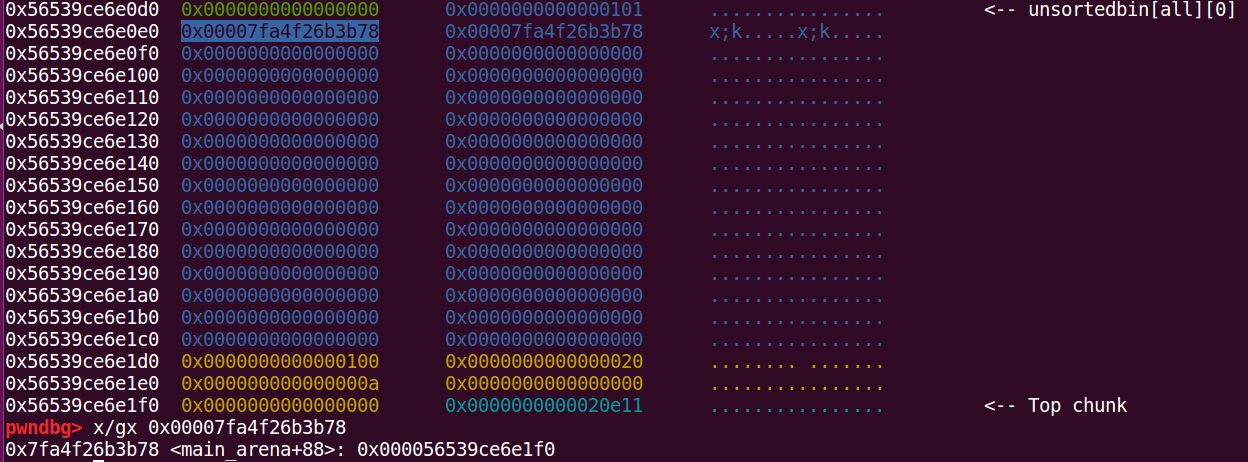 0x56539ce6e0d0 0x0000000000000000 0x0000000000000101 ................ <-- unsortedbin[all][0]
0x56539ce6e0e0 0x00007fa4f26b3b78 0x00007fa4f26b3b78 x;k.....x;k.....
0x56539ce6e0f0 0x0000000000000000 0x0000000000000000 ................
0x56539ce6e100 0x0000000000000000 0x0000000000000000 ................
0x56539ce6e110 0x0000000000000000 0x0000000000000000 ................
0x56539ce6e120 0x0000000000000000 0x0000000000000000 ................
0x56539ce6e130 0x0000000000000000 0x0000000000000000 ................
0x56539ce6e140 0x0000000000000000 0x0000000000000000 ................
0x56539ce6e150 0x0000000000000000 0x0000000000000000 ................
0x56539ce6e160 0x0000000000000000 0x0000000000000000 ................
0x56539ce6e170 0x0000000000000000 0x0000000000000000 ................
0x56539ce6e180 0x0000000000000000 0x0000000000000000 ................
0x56539ce6e190 0x0000000000000000 0x0000000000000000 ................
0x56539ce6e1a0 0x0000000000000000 0x0000000000000000 ................
0x56539ce6e1b0 0x0000000000000000 0x0000000000000000 ................
0x56539ce6e1c0 0x0000000000000000 0x0000000000000000 ................
0x56539ce6e1d0 0x0000000000000100 0x0000000000000020 ........ .......
0x56539ce6e1e0 0x000000000000000a 0x0000000000000000 ................
0x56539ce6e1f0 0x0000000000000000 0x0000000000020e11 ................ <-- Top chunk
pwndbg> x/gx 0x00007fa4f26b3b78
0x7fa4f26b3b78 <main_arena+88>: 0x000056539ce6e1f0